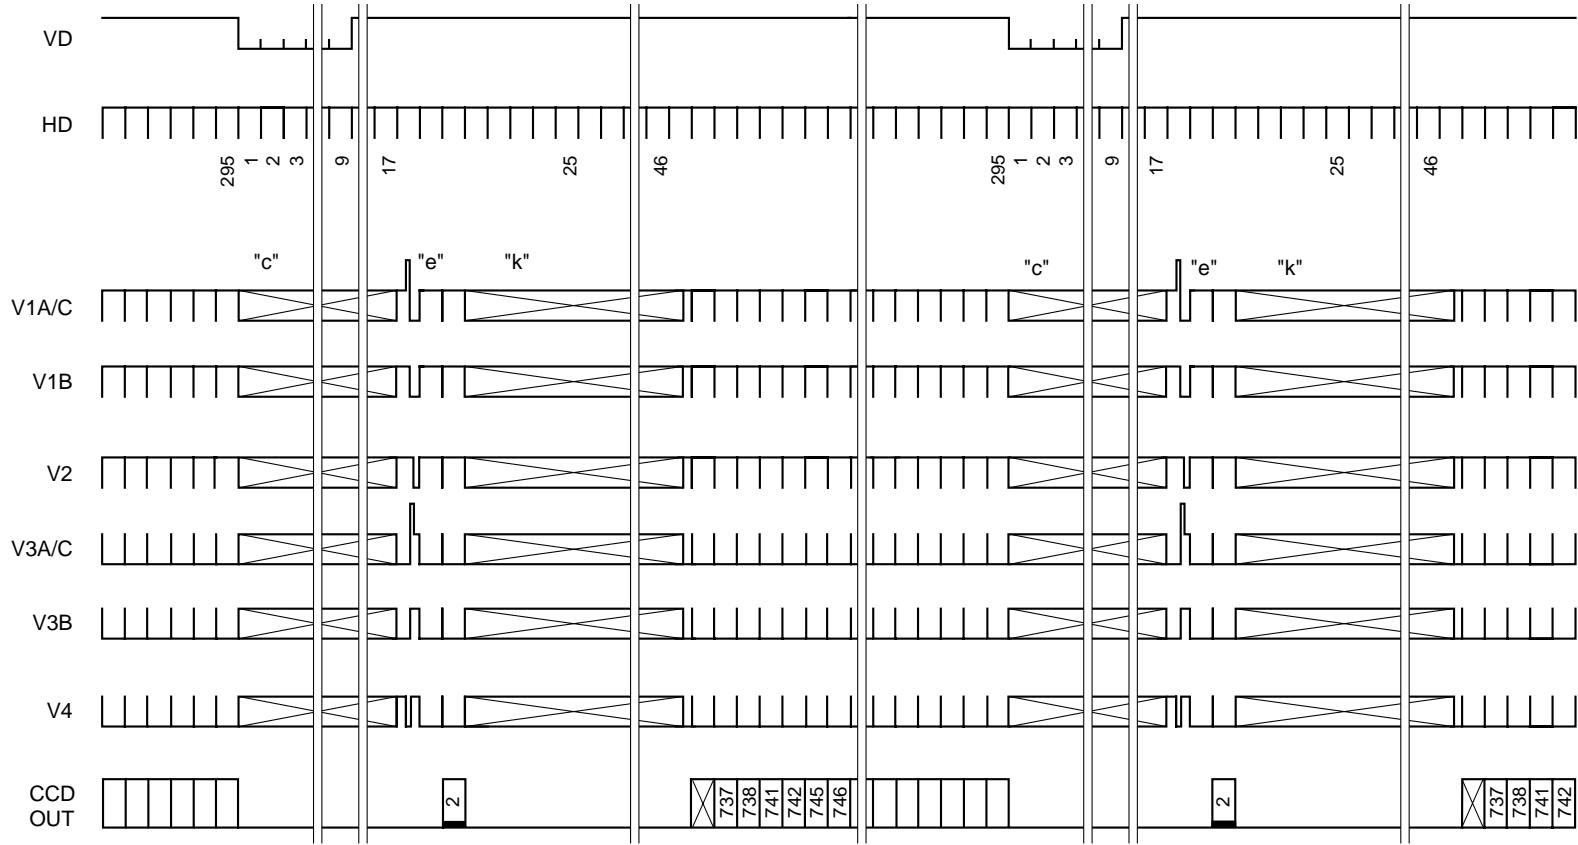 VD
HD
295 1 2 3 9 17 25 46 295 1 2 3 9 17 25 46
"c" "e" "k" "c" "e" "k"
V1A/C
V1B
V2
V3A/C
V3B
V4
CCD
OUT
2 737 738 741 742 745 746 2 737 738 741 742